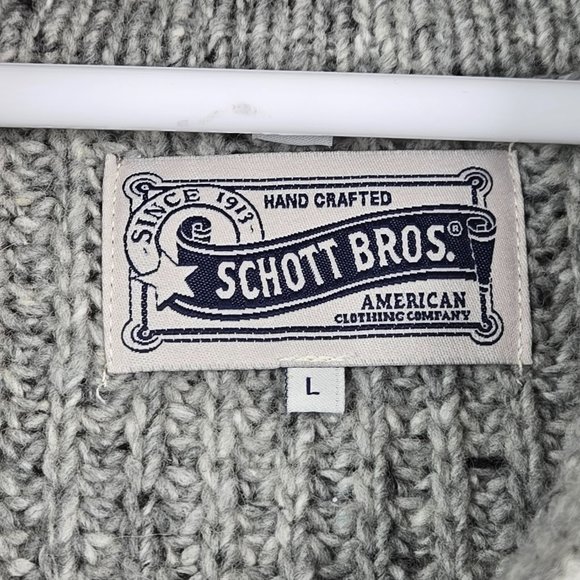 ·SINCE 1913·
HAND CRAFTED
SCHOTT BROS.®
AMERICAN
CLOTHING COMPANY
L